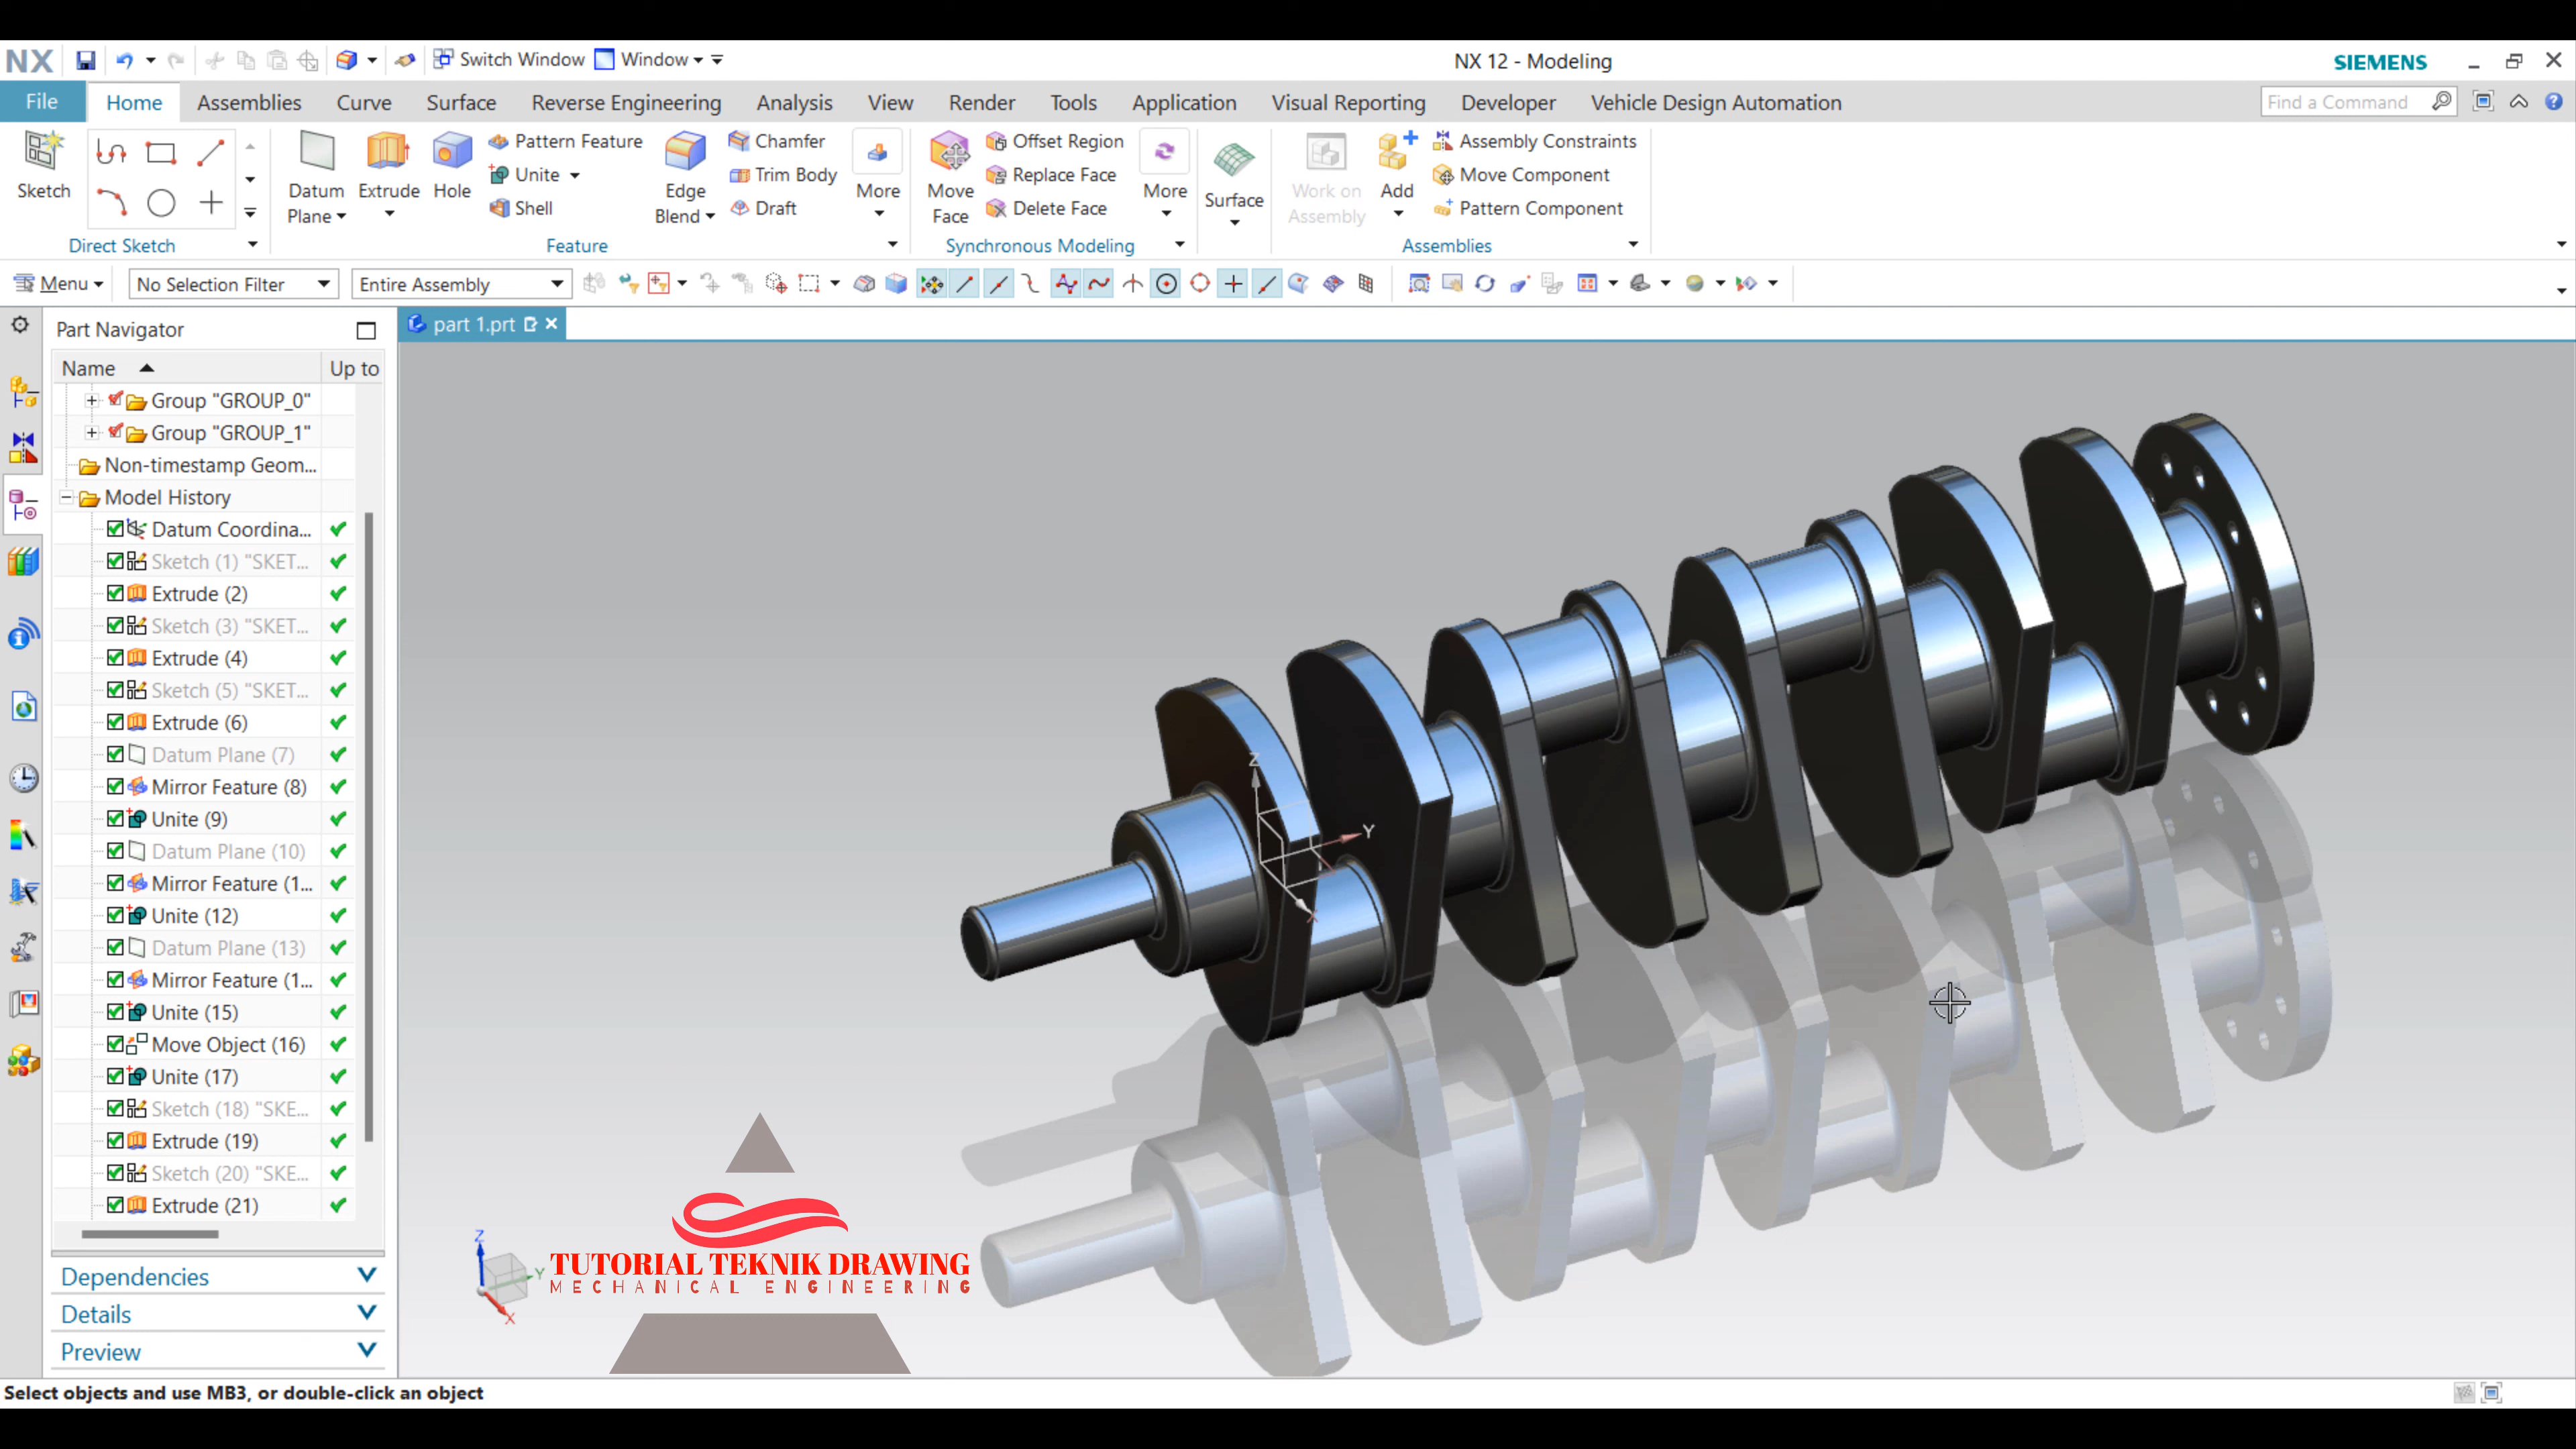 NX Switch Window Window NX 12 - Modeling SIEMENS
File Home Assemblies Curve Surface Reverse Engineering Analysis View Render Tools Application Visual Reporting Developer Vehicle Design Automation Find a Command
Sketch Datum Plane Extrude Hole Pattern Feature Unite Shell Edge Blend Chamfer Trim Body Draft More Move Face Offset Region Replace Face Delete Face More Surface Work on Assembly Add Assembly Constraints Move Component Pattern Component
Direct Sketch Feature Synchronous Modeling Assemblies
Menu No Selection Filter Entire Assembly
Part Navigator
part 1.prt
Name Up to
Group "GROUP_0"
Group "GROUP_1"
Non-timestamp Geom...
Model History
Datum Coordina...
Sketch (1) "SKET...
Extrude (2)
Sketch (3) "SKET...
Extrude (4)
Sketch (5) "SKET...
Extrude (6)
Datum Plane (7)
Mirror Feature (8)
Unite (9)
Datum Plane (10)
Mirror Feature (1...
Unite (12)
Datum Plane (13)
Mirror Feature (1...
Unite (15)
Move Object (16)
Unite (17)
Sketch (18) "SKE...
Extrude (19)
Sketch (20) "SKE...
Extrude (21)
Dependencies
Details
Preview
Z
Y
X
Z
Y
X
TUTORIAL TEKNIK DRAWING
MECHANICAL ENGINEERING
Select objects and use MB3, or double-click an object